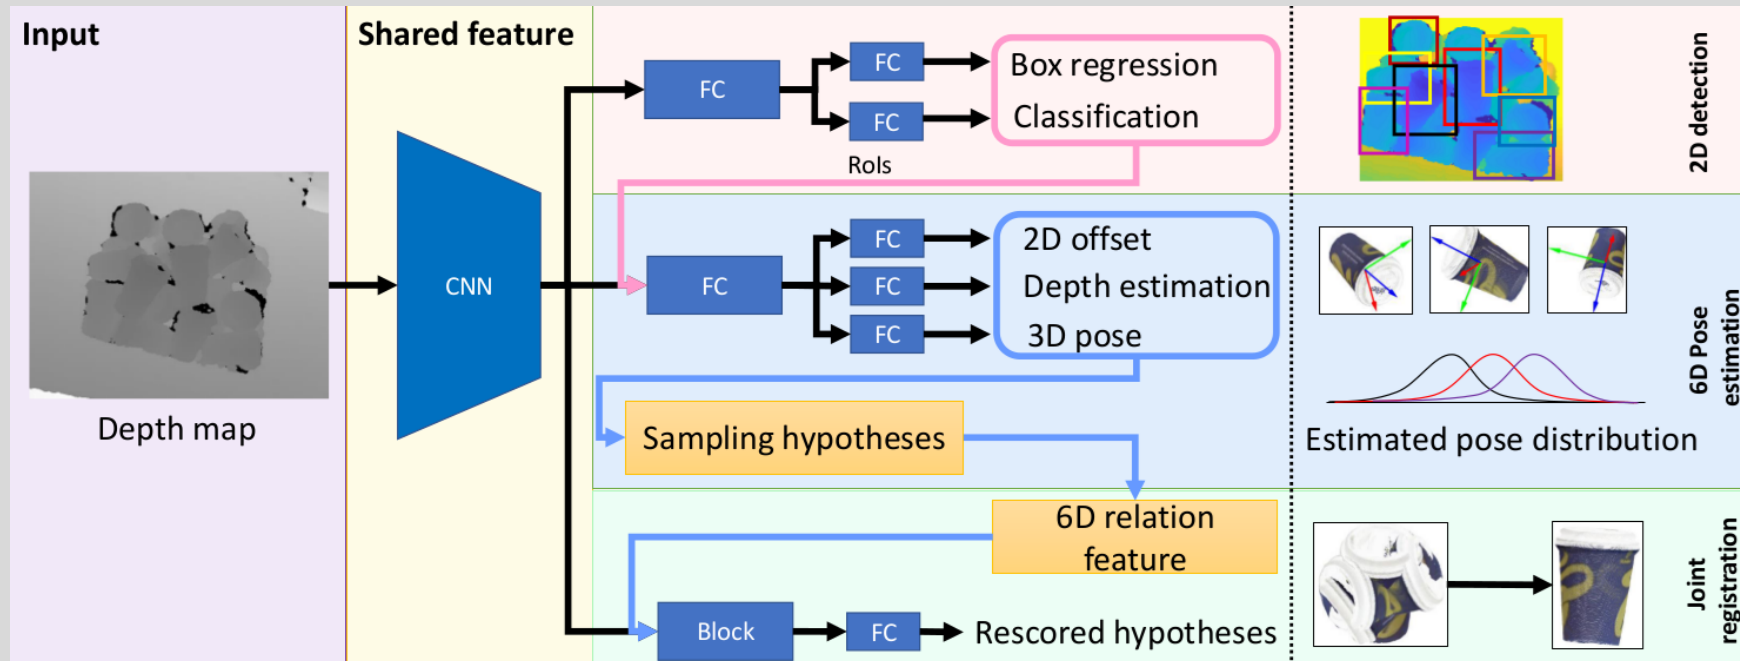 Input
Shared feature
Depth map
CNN
FC
FC
FC
RoIs
Box regression
Classification
2D detection
FC
FC
FC
FC
2D offset
Depth estimation
3D pose
Sampling hypotheses
Estimated pose distribution
6D Pose
estimation
6D relation
feature
Block
FC
Rescored hypotheses
Joint
registration